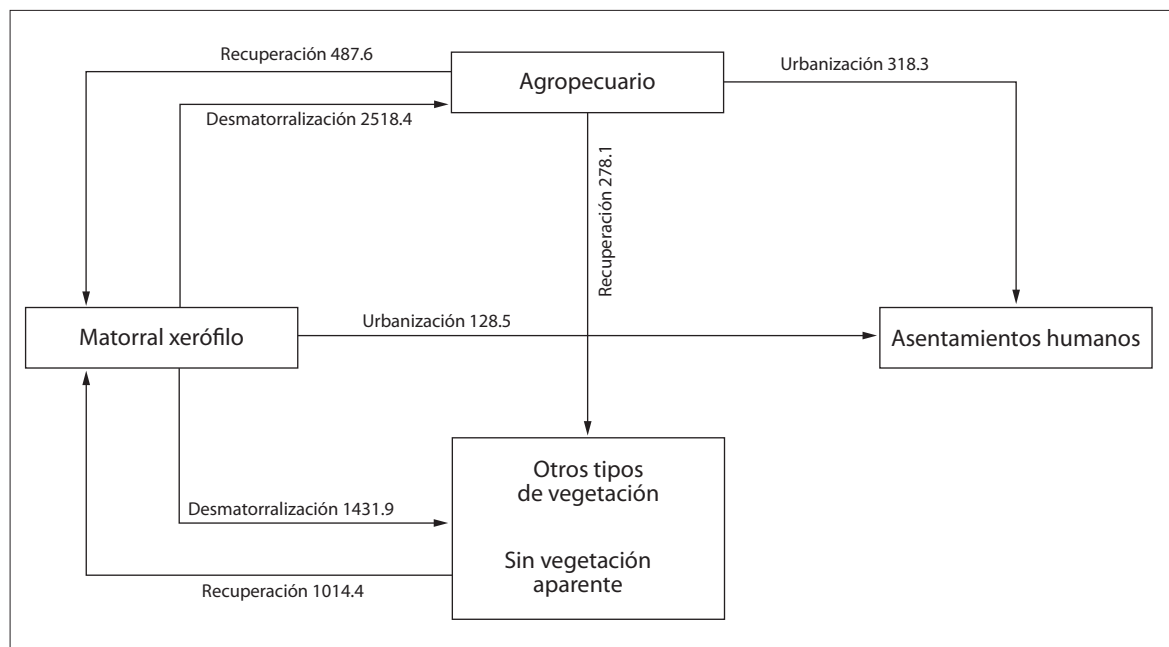 Recuperación 487.6
Agropecuario
Urbanización 318.3
Desmatorralización 2518.4
Recuperación 278.1
Matorral xerófilo
Urbanización 128.5
Asentamientos humanos
Otros tipos
de vegetación
Desmatorralización 1431.9
Sin vegetación
aparente
Recuperación 1014.4